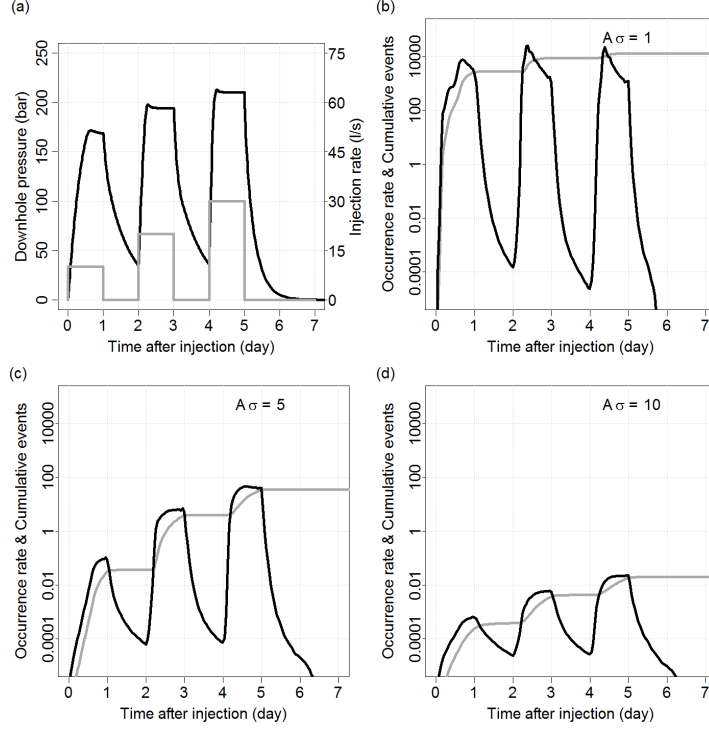 (a)
Downhole pressure (bar)
250
200
150
100
50
0
75
60
45
30
15
0
Injection rate (l/s)
0 1 2 3 4 5 6 7
Time after injection (day)
(b)
Aσ = 1
Occurrence rate & Cumulative events
10000
100
1
0.01
0.0001
0 1 2 3 4 5 6 7
Time after injection (day)
(c)
Aσ = 5
Occurrence rate & Cumulative events
10000
100
1
0.01
0.0001
0 1 2 3 4 5 6 7
Time after injection (day)
(d)
Aσ = 10
Occurrence rate & Cumulative events
10000
100
1
0.01
0.0001
0 1 2 3 4 5 6 7
Time after injection (day)